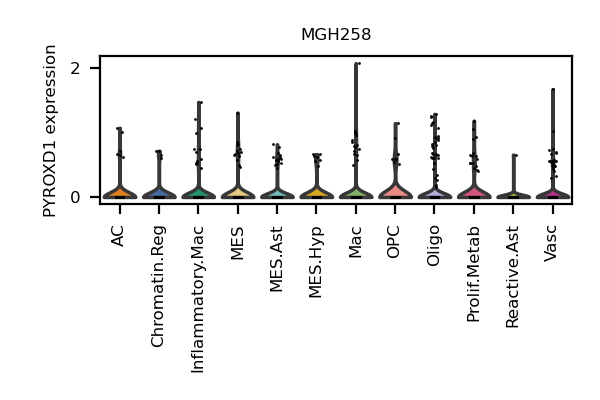 MGH258
PYROXD1 expression
2
0
AC
Chromatin.Reg
Inflammatory.Mac
MES
MES.Ast
MES.Hyp
Mac
OPC
Oligo
Prolif.Metab
Reactive.Ast
Vasc